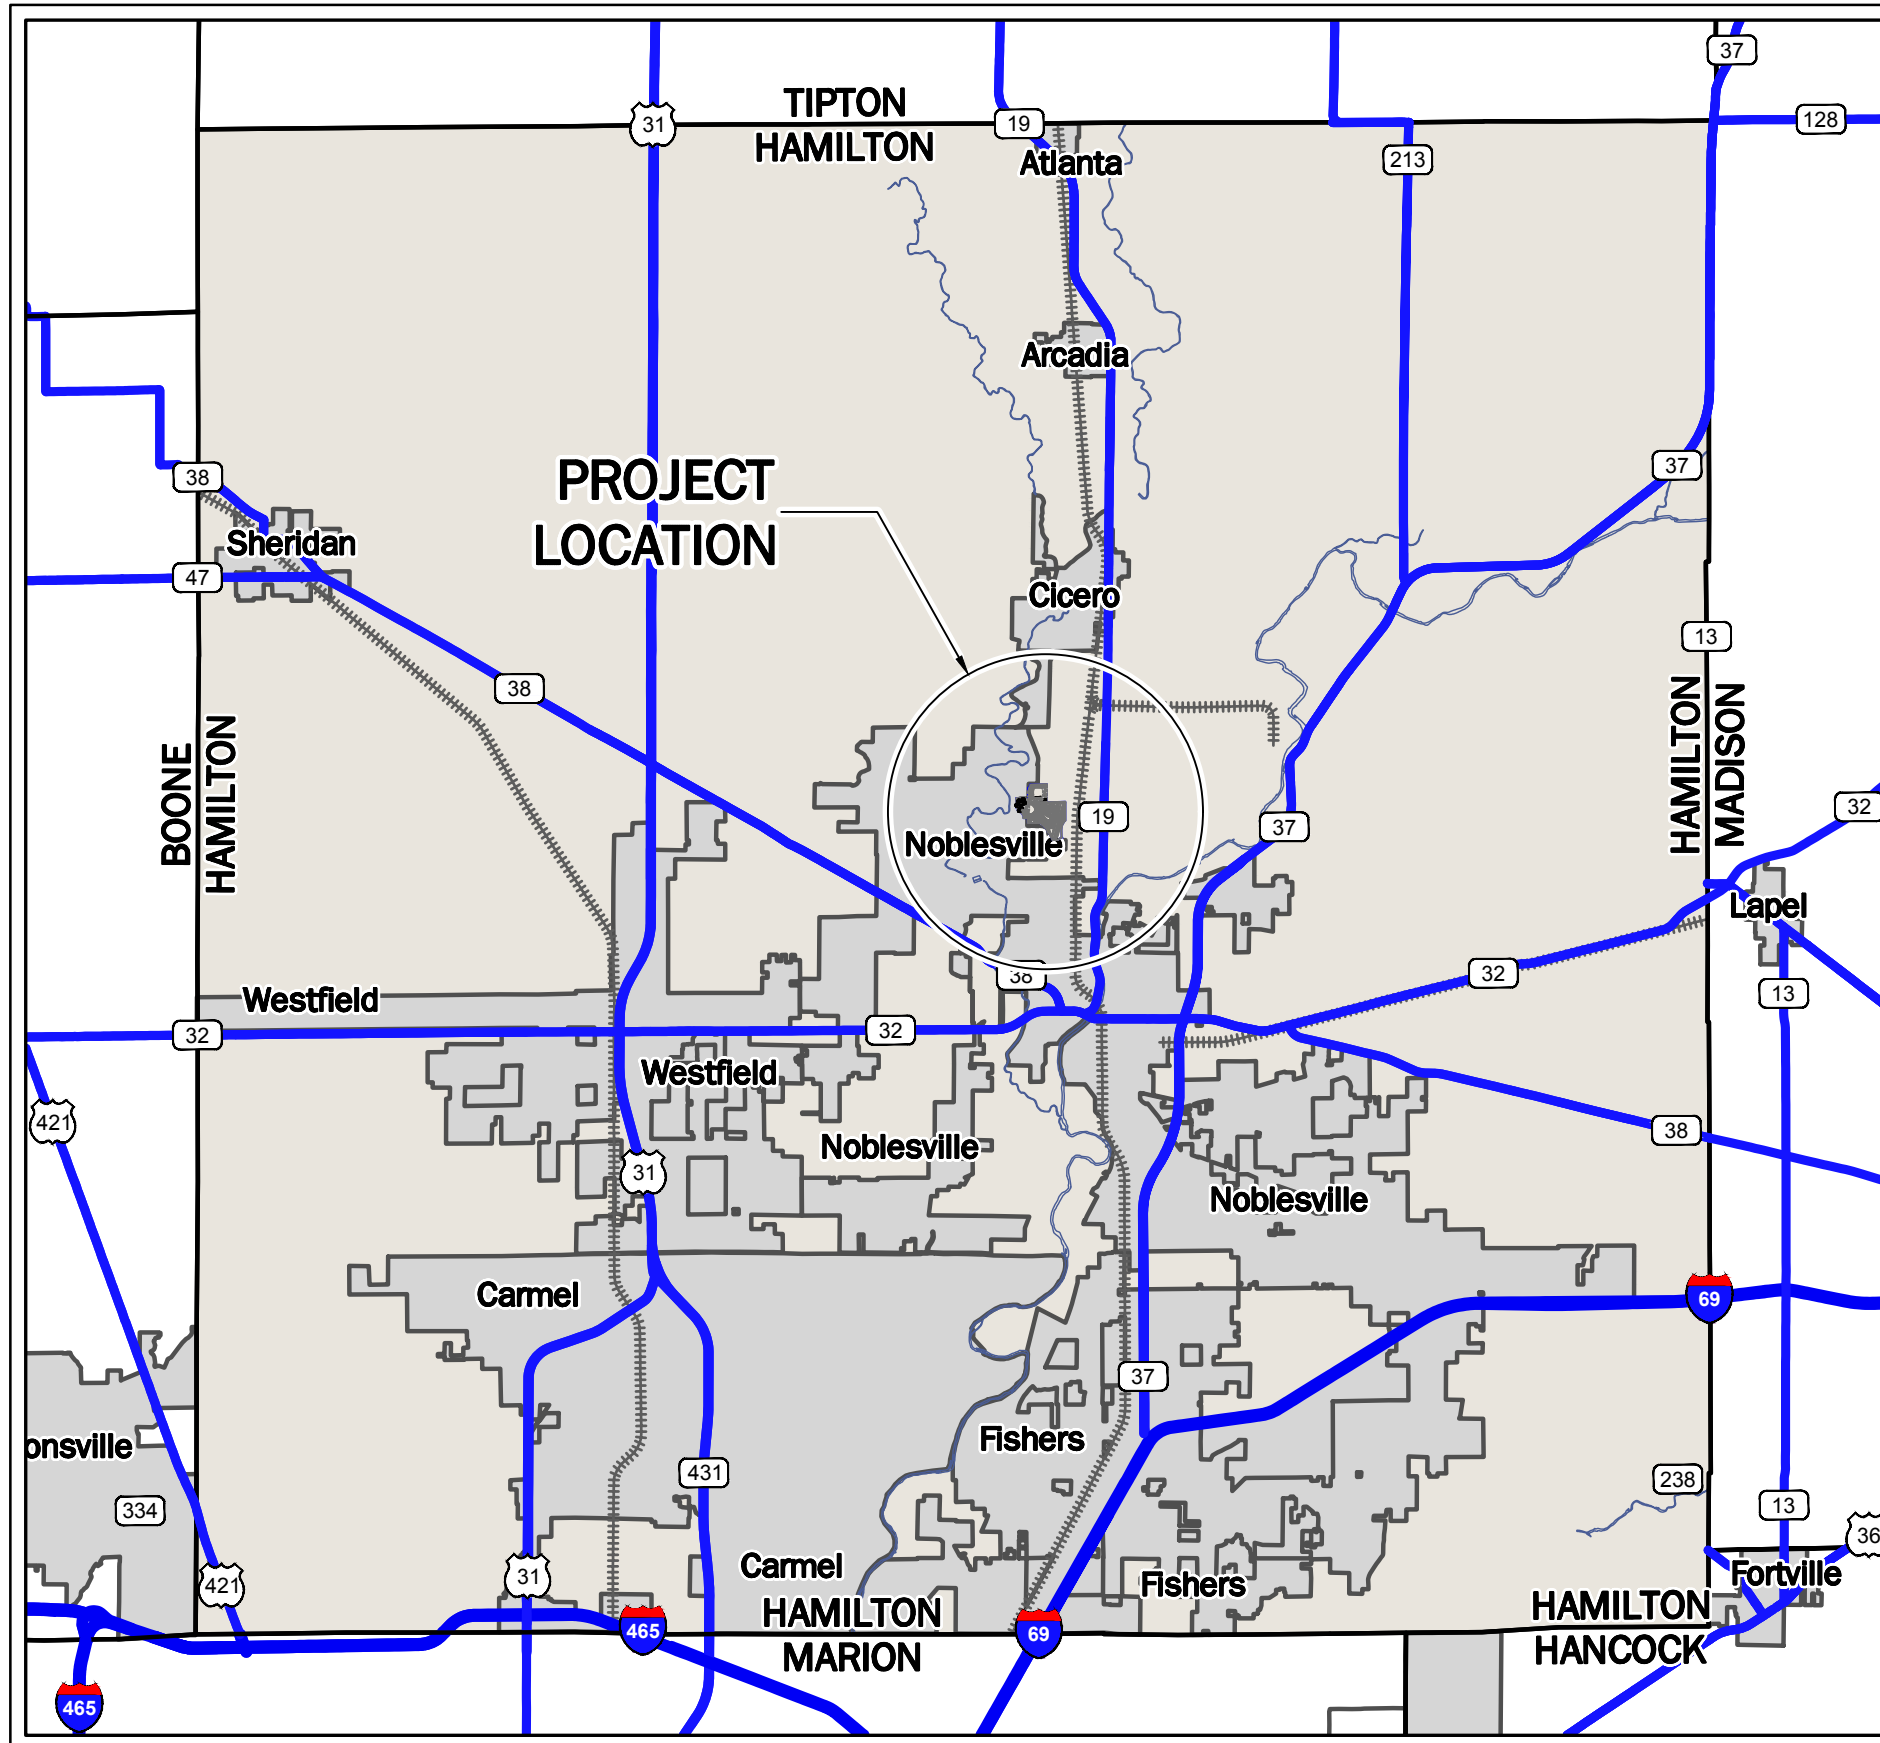 37
TIPTON
31
19
128
HAMILTON
213
Atlanta
Arcadia
37
PROJECT
LOCATION
38
Sheridan
47
Cicero
13
38
BOONE
HAMILTON
HAMILTON
MADISON
32
19
37
Noblesville
Lapel
38
32
13
Westfield
32
32
Westfield
421
38
Noblesville
31
Noblesville
Carmel
69
37
Fishers
onsville
431
238
334
13
36
Carmel
31
421
Fishers
Fortville
HAMILTON
HAMILTON
465
69
MARION
HANCOCK
465